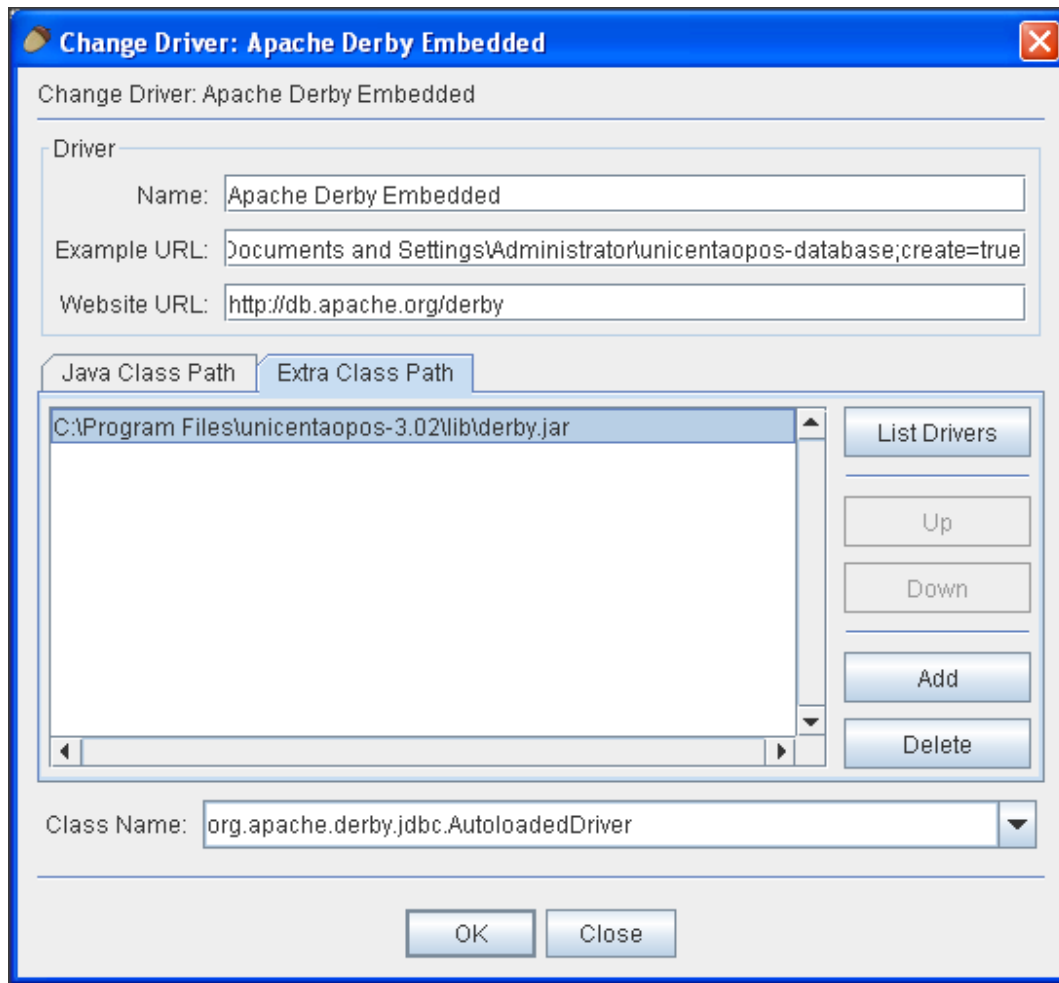 Change Driver: Apache Derby Embedded
Change Driver: Apache Derby Embedded
Driver
Name: Apache Derby Embedded
Example URL: Documents and Settings\Administrator\unicentaopos-database;create=true
Website URL: http://db.apache.org/derby
Java Class Path Extra Class Path
C:\Program Files\unicentaopos-3.02\lib\derby.jar
List Drivers
Up
Down
Add
Delete
Class Name: org.apache.derby.jdbc.AutoloadedDriver
OK Close